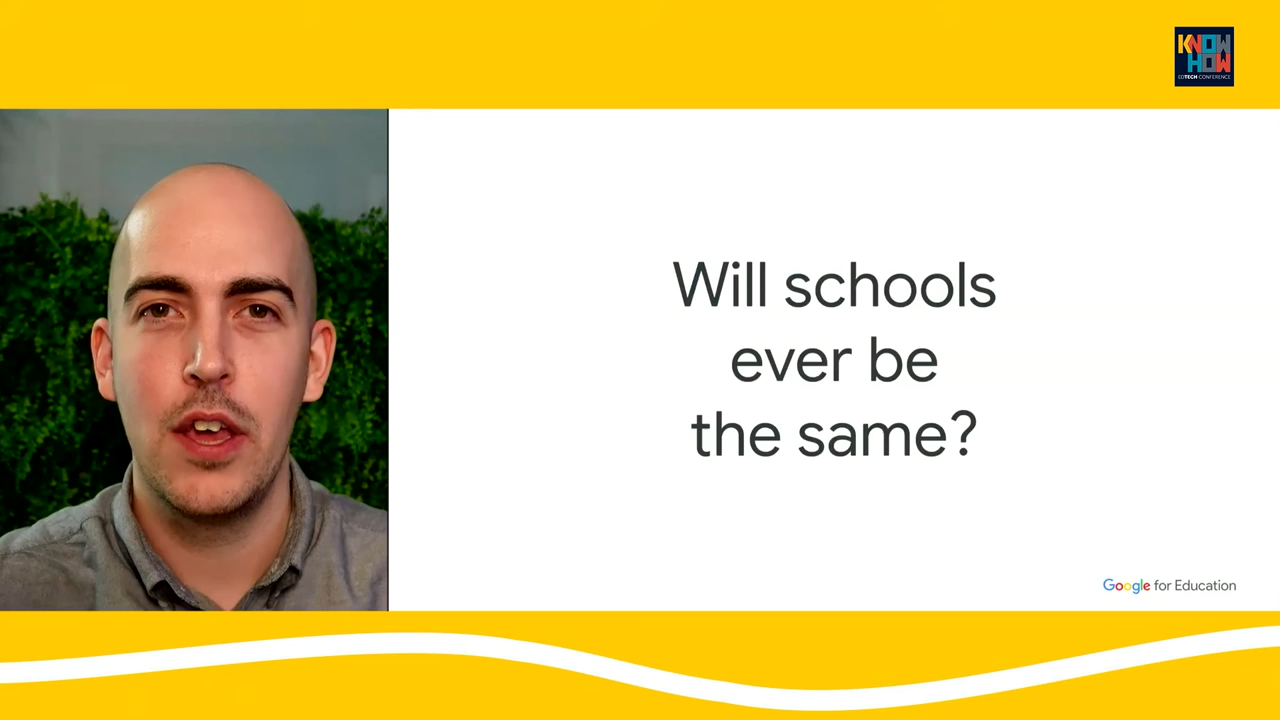 KNOW
HOW
EDTECH CONFERENCE
Will schools
ever be
the same?
Google for Education